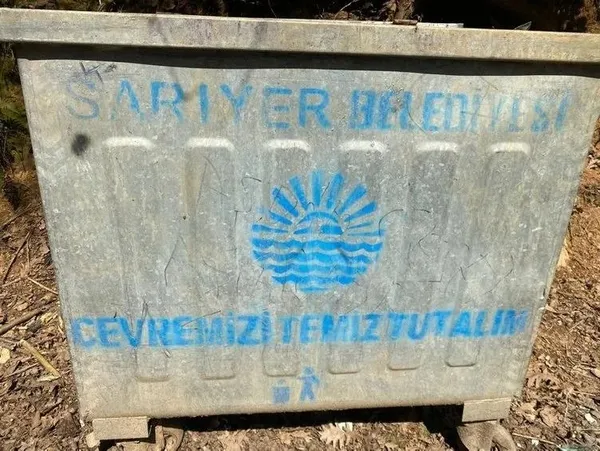 SARIYER BELEDİYESİ
ÇEVREMİZİ TEMİZ TUTALIM